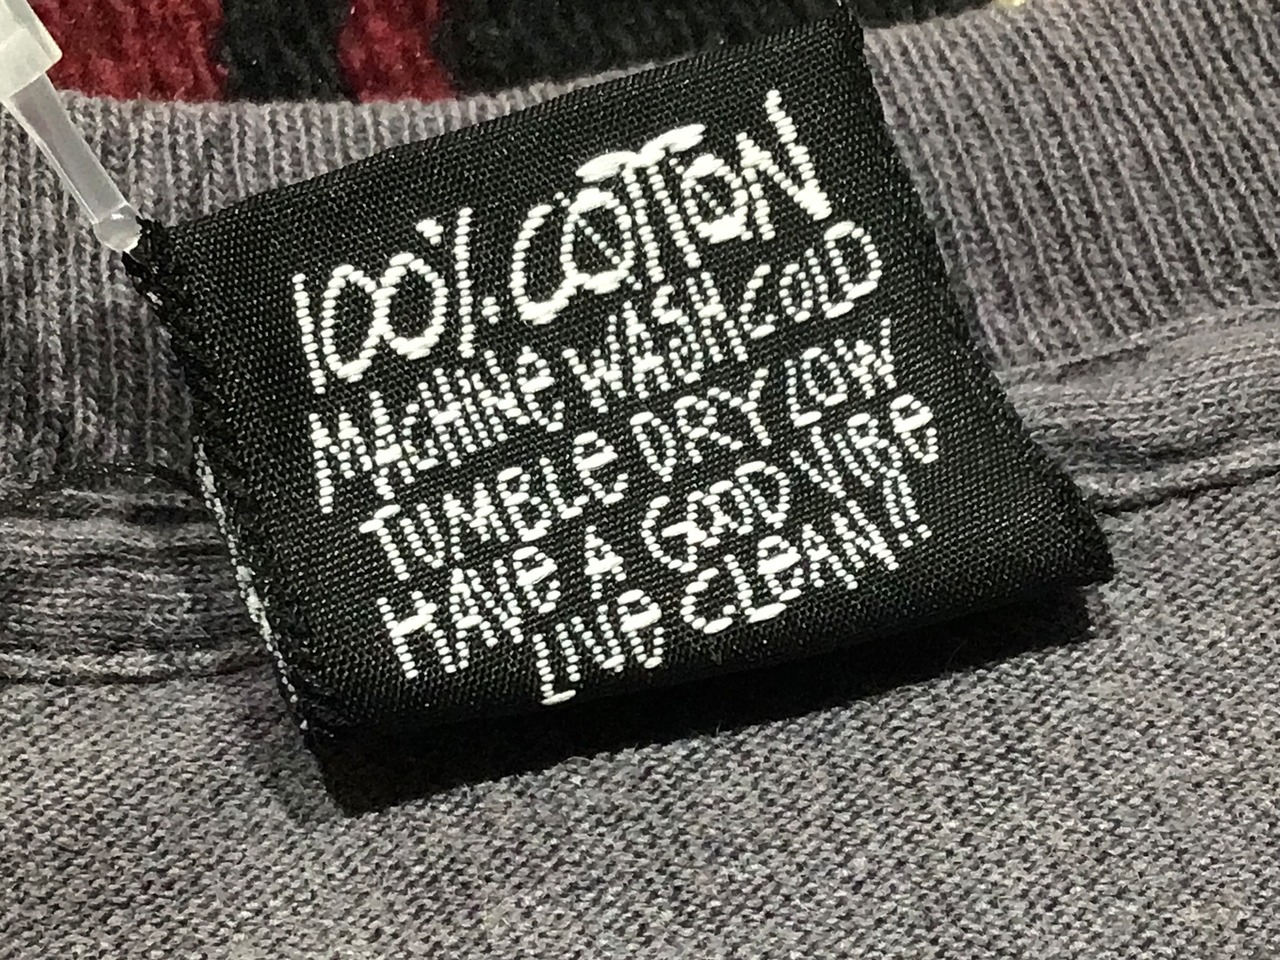 100% COTTON
MACHINE WASH COLD
TUMBLE DRY LOW
HAVE A GOOD VIBE
LIVE CLEAN!!